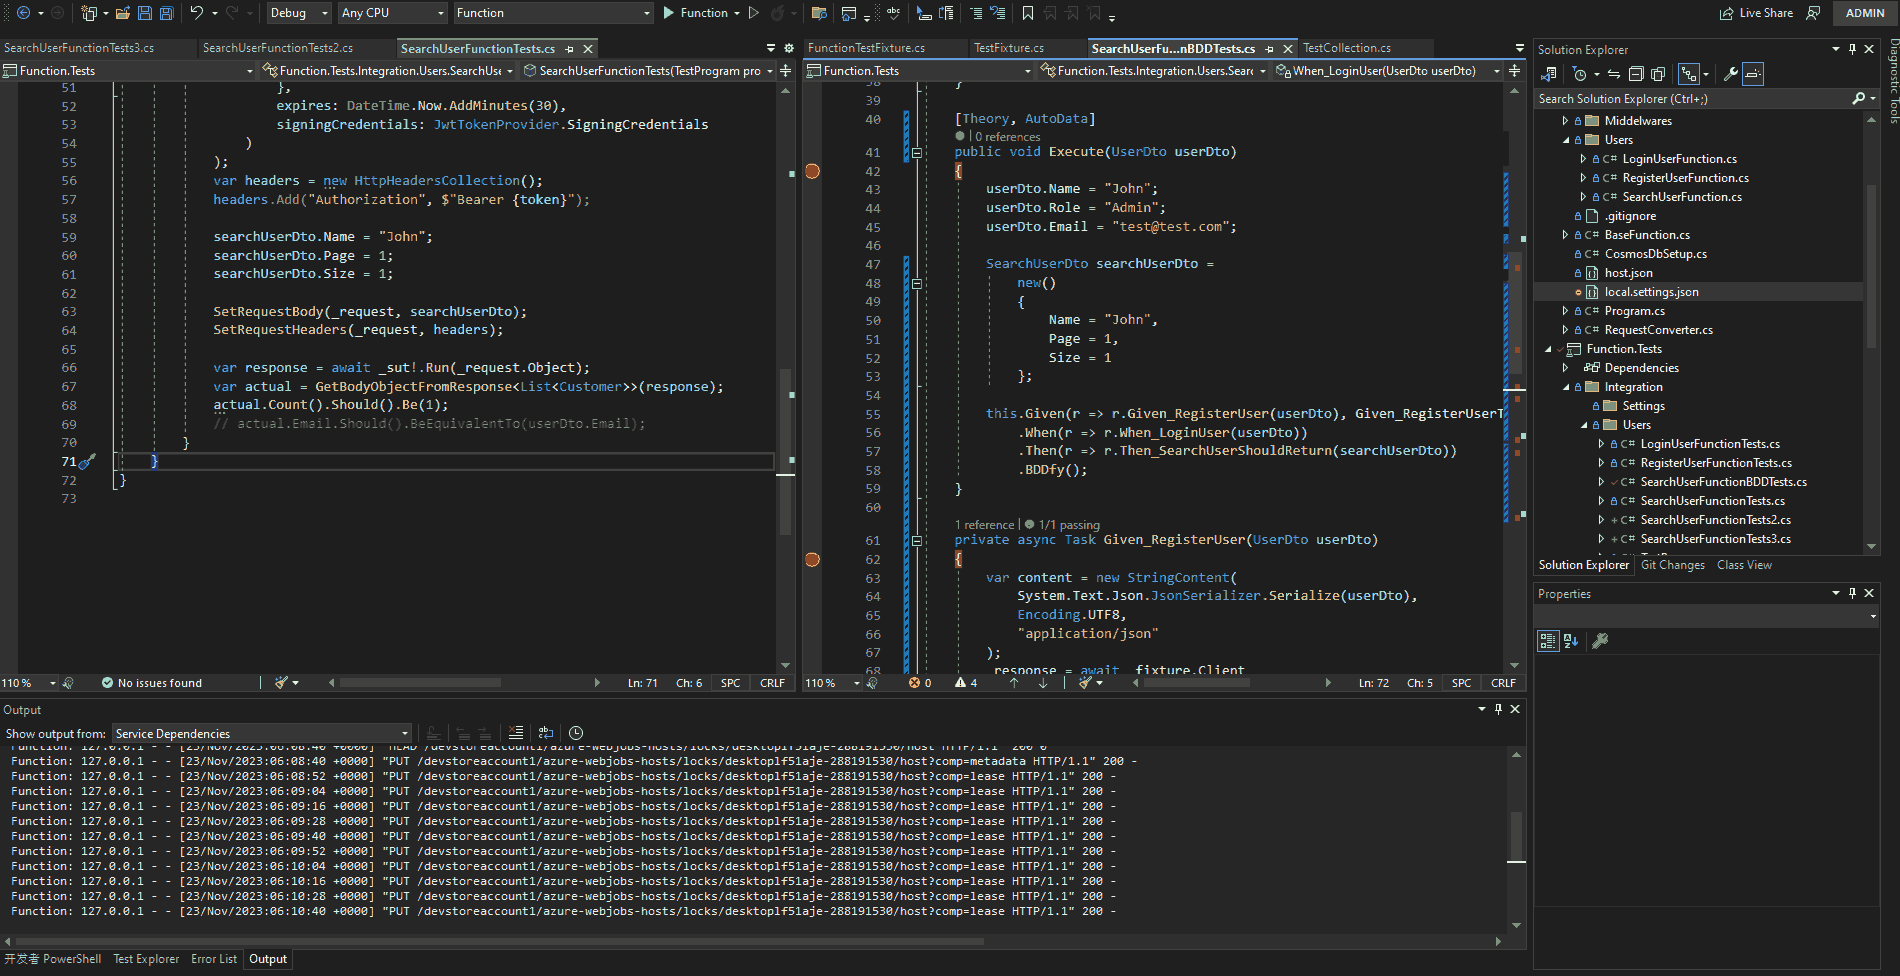 Debug
Any CPU
Function
Function
Live Share
ADMIN
SearchUserFunctionTests3.cs
SearchUserFunctionTests2.cs
SearchUserFunctionTests.cs
Function.Tests
Function.Tests.Integration.Users.SearchUse
SearchUserFunctionTests(TestProgram pro
51 },
52 expires: DateTime.Now.AddMinutes(30),
53 signingCredentials: JwtTokenProvider.SigningCredentials
54 )
55 );
56 var headers = new HttpHeadersCollection();
57 headers.Add("Authorization", $"Bearer {token}");
58
59 searchUserDto.Name = "John";
60 searchUserDto.Page = 1;
61 searchUserDto.Size = 1;
62
63 SetRequestBody(_request, searchUserDto);
64 SetRequestHeaders(_request, headers);
65
66 var response = await _sut!.Run(_request.Object);
67 var actual = GetBodyObjectFromResponse<List<Customer>>(response);
68 actual.Count().Should().Be(1);
69 // actual.Email.Should().BeEquivalentTo(userDto.Email);
70 }
71 }
72 }
73
110 %
No issues found
Ln: 71
Ch: 6
SPC
CRLF
FunctionTestFixture.cs
TestFixture.cs
SearchUserFu...nBDDTests.cs
TestCollection.cs
Function.Tests
Function.Tests.Integration.Users.Searc
When_LoginUser(UserDto userDto)
38 }
39
40 [Theory, AutoData]
| 0 references
41 public void Execute(UserDto userDto)
42 {
43 userDto.Name = "John";
44 userDto.Role = "Admin";
45 userDto.Email = "test@test.com";
46
47 SearchUserDto searchUserDto =
48 new()
49 {
50 Name = "John",
51 Page = 1,
52 Size = 1
53 };
54
55 this.Given(r => r.Given_RegisterUser(userDto), Given_RegisterUserT
56 .When(r => r.When_LoginUser(userDto))
57 .Then(r => r.Then_SearchUserShouldReturn(searchUserDto))
58 .BDDfy();
59 }
60
1 reference | 1/1 passing
61 private async Task Given_RegisterUser(UserDto userDto)
62 {
63 var content = new StringContent(
64 System.Text.Json.JsonSerializer.Serialize(userDto),
65 Encoding.UTF8,
66 "application/json"
67 );
68 _response = await _fixture.Client
110 %
0
4
Ln: 72
Ch: 5
SPC
CRLF
Solution Explorer
Search Solution Explorer (Ctrl+;)
Middelwares
Users
C# LoginUserFunction.cs
C# RegisterUserFunction.cs
C# SearchUserFunction.cs
.gitignore
C# BaseFunction.cs
C# CosmosDbSetup.cs
host.json
local.settings.json
C# Program.cs
C# RequestConverter.cs
Function.Tests
Dependencies
Integration
Settings
Users
C# LoginUserFunctionTests.cs
C# RegisterUserFunctionTests.cs
C# SearchUserFunctionBDDTests.cs
C# SearchUserFunctionTests.cs
+ C# SearchUserFunctionTests2.cs
+ C# SearchUserFunctionTests3.cs
Solution Explorer
Git Changes
Class View
Properties
Diagnostic Tools
Output
Show output from:
Service Dependencies
Function: 127.0.0.1 - - [23/Nov/2023:06:08:40 +0000] "HEAD /devstoreaccount1/azure-webjobs-hosts/locks/desktoplf51aje-288191530/host HTTP/1.1" 200 0
Function: 127.0.0.1 - - [23/Nov/2023:06:08:40 +0000] "PUT /devstoreaccount1/azure-webjobs-hosts/locks/desktoplf51aje-288191530/host?comp=metadata HTTP/1.1" 200 -
Function: 127.0.0.1 - - [23/Nov/2023:06:08:52 +0000] "PUT /devstoreaccount1/azure-webjobs-hosts/locks/desktoplf51aje-288191530/host?comp=lease HTTP/1.1" 200 -
Function: 127.0.0.1 - - [23/Nov/2023:06:09:04 +0000] "PUT /devstoreaccount1/azure-webjobs-hosts/locks/desktoplf51aje-288191530/host?comp=lease HTTP/1.1" 200 -
Function: 127.0.0.1 - - [23/Nov/2023:06:09:16 +0000] "PUT /devstoreaccount1/azure-webjobs-hosts/locks/desktoplf51aje-288191530/host?comp=lease HTTP/1.1" 200 -
Function: 127.0.0.1 - - [23/Nov/2023:06:09:28 +0000] "PUT /devstoreaccount1/azure-webjobs-hosts/locks/desktoplf51aje-288191530/host?comp=lease HTTP/1.1" 200 -
Function: 127.0.0.1 - - [23/Nov/2023:06:09:40 +0000] "PUT /devstoreaccount1/azure-webjobs-hosts/locks/desktoplf51aje-288191530/host?comp=lease HTTP/1.1" 200 -
Function: 127.0.0.1 - - [23/Nov/2023:06:09:52 +0000] "PUT /devstoreaccount1/azure-webjobs-hosts/locks/desktoplf51aje-288191530/host?comp=lease HTTP/1.1" 200 -
Function: 127.0.0.1 - - [23/Nov/2023:06:10:04 +0000] "PUT /devstoreaccount1/azure-webjobs-hosts/locks/desktoplf51aje-288191530/host?comp=lease HTTP/1.1" 200 -
Function: 127.0.0.1 - - [23/Nov/2023:06:10:16 +0000] "PUT /devstoreaccount1/azure-webjobs-hosts/locks/desktoplf51aje-288191530/host?comp=lease HTTP/1.1" 200 -
Function: 127.0.0.1 - - [23/Nov/2023:06:10:28 +0000] "PUT /devstoreaccount1/azure-webjobs-hosts/locks/desktoplf51aje-288191530/host?comp=lease HTTP/1.1" 200 -
Function: 127.0.0.1 - - [23/Nov/2023:06:10:40 +0000] "PUT /devstoreaccount1/azure-webjobs-hosts/locks/desktoplf51aje-288191530/host?comp=lease HTTP/1.1" 200 -
开发者 PowerShell
Test Explorer
Error List
Output